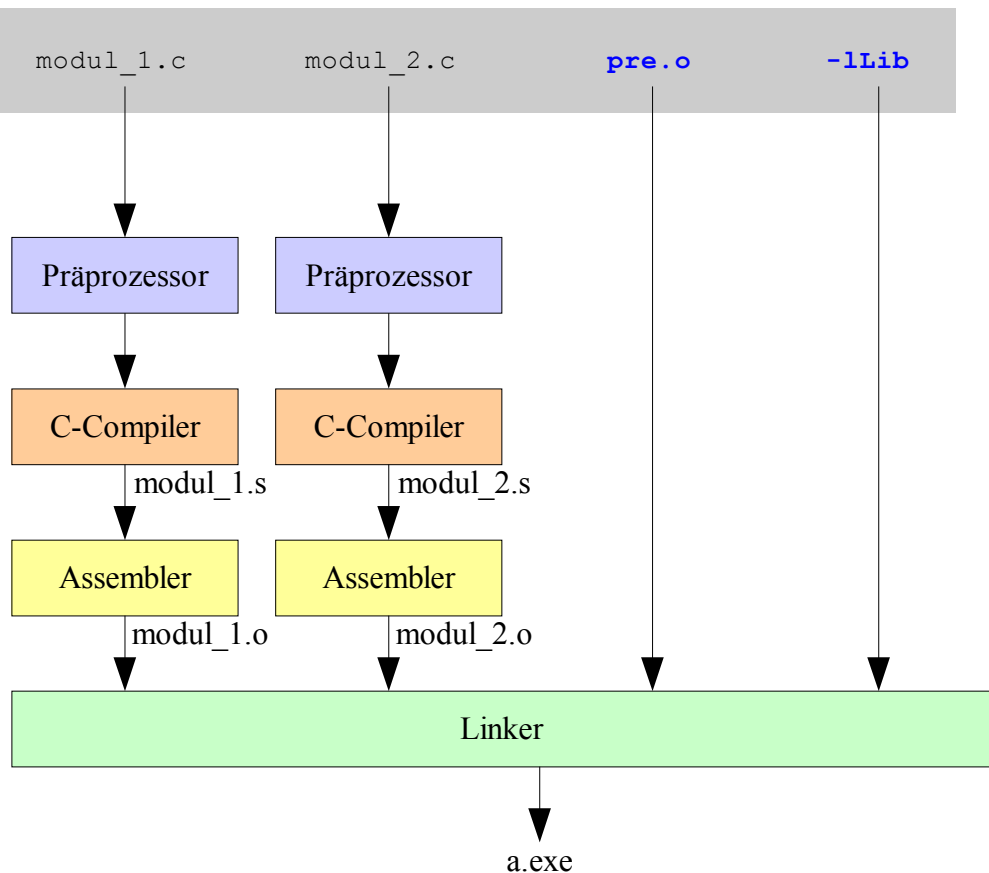 modul_1.c modul_2.c pre.o -lLib
Präprozessor Präprozessor
C-Compiler C-Compiler
modul_1.s modul_2.s
Assembler Assembler
modul_1.o modul_2.o
Linker
a.exe